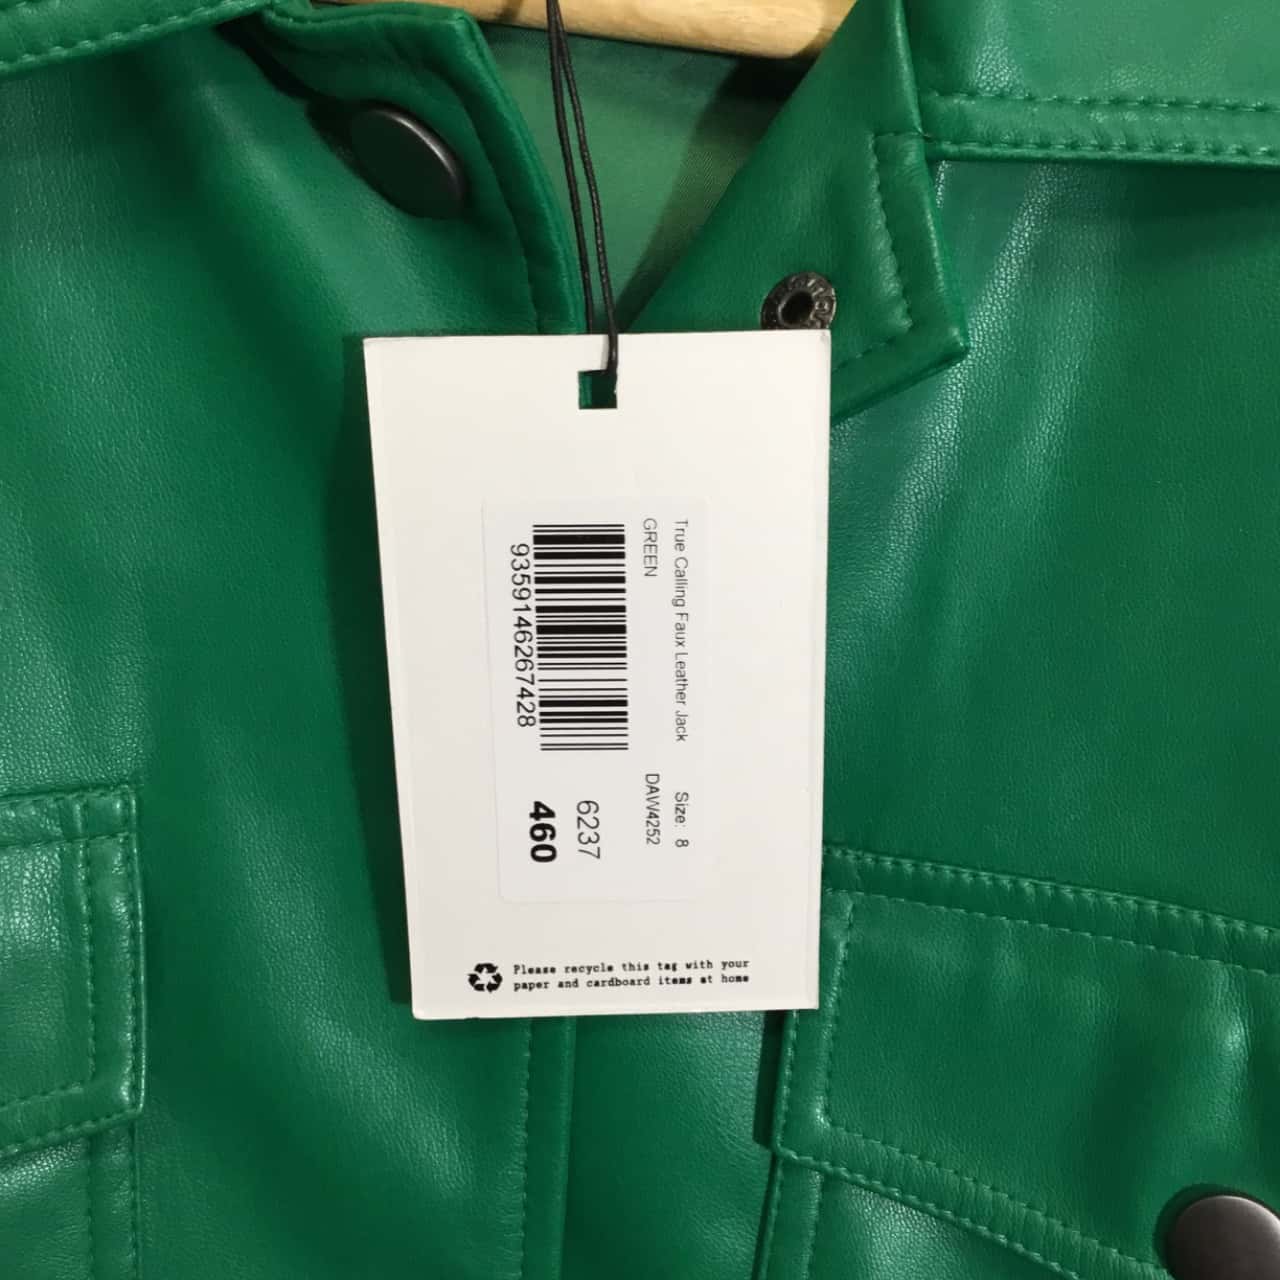 True Calling Faux Leather Jack Size: 8
GREEN DAW4252
9359146267428
6237
460
Please recycle this tag with your
paper and cardboard items at home